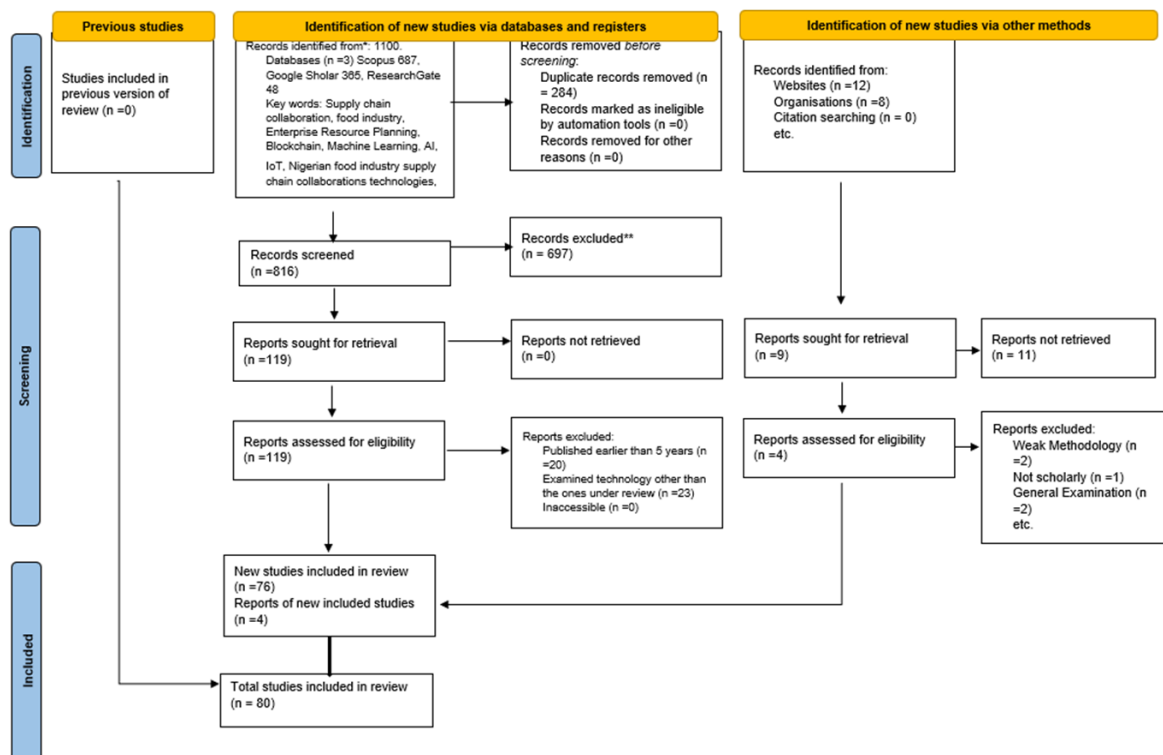 Previous studies
Identification of new studies via databases and registers
Identification of new studies via other methods
Identification
Studies included in
previous version of
review (n =0)
Records identified from*: 1100.
Databases (n =3) Scopus 687,
Google Sholar 365, ResearchGate
48
Key words: Supply chain
collaboration, food industry,
Enterprise Resource Planning,
Blockchain, Machine Learning, AI,
IoT, Nigerian food industry supply
chain collaborations technologies,
Records removed before
screening:
Duplicate records removed (n
= 284)
Records marked as ineligible
by automation tools (n =0)
Records removed for other
reasons (n =0)
Records identified from:
Websites (n =12)
Organisations (n =8)
Citation searching (n = 0)
etc.
Screening
Records screened
(n =816)
Records excluded**
(n = 697)
Reports sought for retrieval
(n =119)
Reports not retrieved
(n =0)
Reports sought for retrieval
(n =9)
Reports not retrieved
(n = 11)
Reports assessed for eligibility
(n =119)
Reports excluded:
Published earlier than 5 years (n
=20)
Examined technology other than
the ones under review (n =23)
Inaccessible (n =0)
Reports assessed for eligibility
(n =4)
Reports excluded:
Weak Methodology (n
=2)
Not scholarly (n =1)
General Examination (n
=2)
etc.
Included
New studies included in review
(n =76)
Reports of new included studies
(n =4)
Total studies included in review
(n = 80)